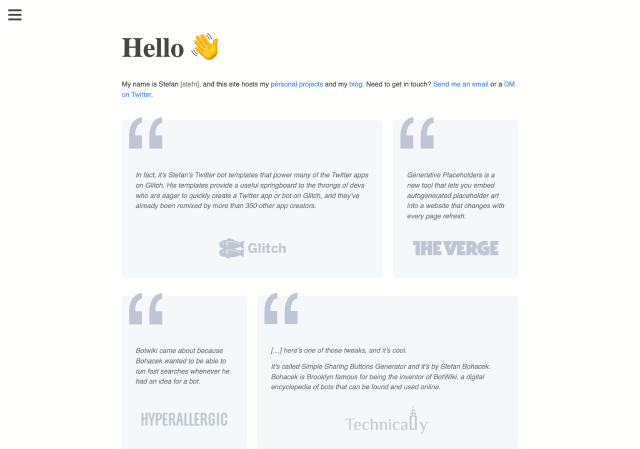 Hello 👋
My name is Stefan [stefn], and this site hosts my personal projects and my blog. Need to get in touch? Send me an email or a DM
on Twitter.
In fact, it's Stefan's Twitter bot templates that power many of the Twitter apps
on Glitch. His templates provide a useful springboard to the throngs of devs
who are eager to quickly create a Twitter app or bot on Glitch, and they've
already been remixed by more than 350 other app creators.
Glitch
Generative Placeholders is a
new tool that lets you embed
autogenerated placeholder art
into a website that changes with
every page refresh.
THE VERGE
Botwiki came about because
Bohacek wanted to be able to
run fast searches whenever he
had an idea for a bot.
HYPERALLERGIC
[…] here's one of those tweaks, and it's cool.
It's called Simple Sharing Buttons Generator and it's by Stefan Bohacek.
Bohacek is Brooklyn famous for being the inventor of BotWiki, a digital
encyclopedia of bots that can be found and used online.
Technically